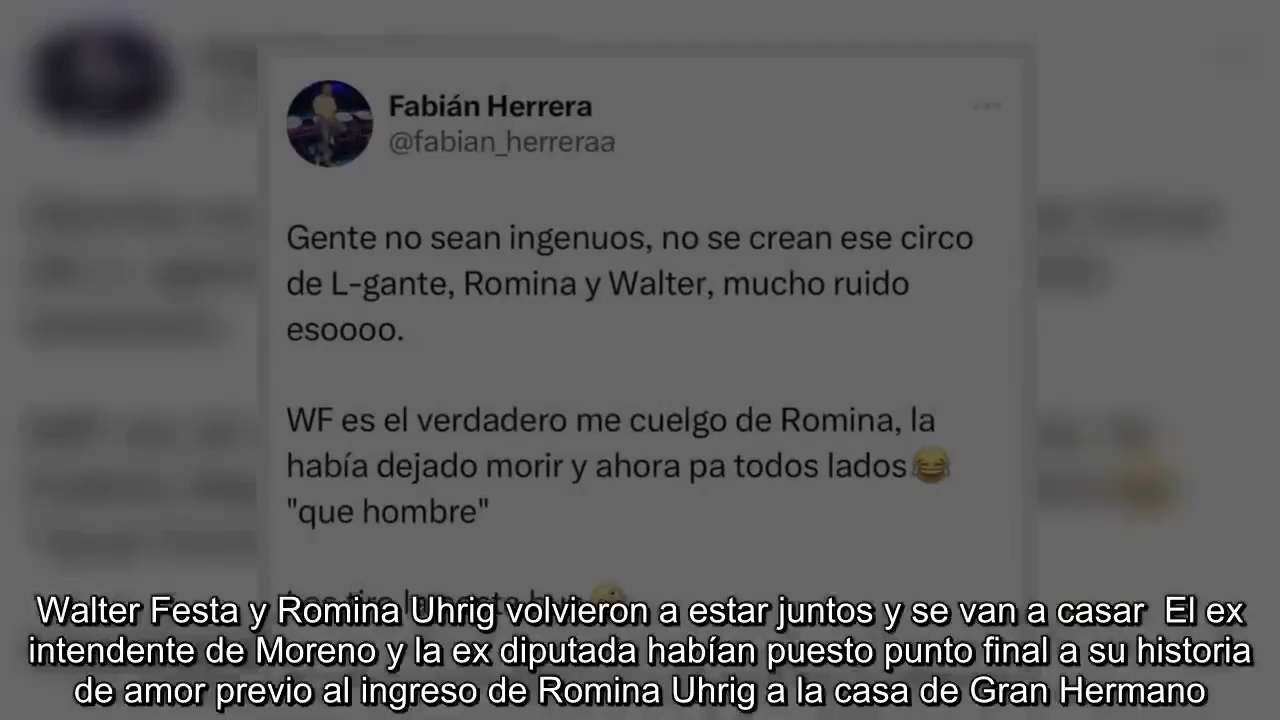 Fabián Herrera
@fabian_herreraa
Gente no sean ingenuos, no se crean ese circo
de L-gante, Romina y Walter, mucho ruido
esoooo.
WF es el verdadero me cuelgo de Romina, la
había dejado morir y ahora pa todos lados😂
"que hombre"
Walter Festa y Romina Uhrig volvieron a estar juntos y se van a casar  El ex
intendente de Moreno y la ex diputada habían puesto punto final a su historia
de amor previo al ingreso de Romina Uhrig a la casa de Gran Hermano